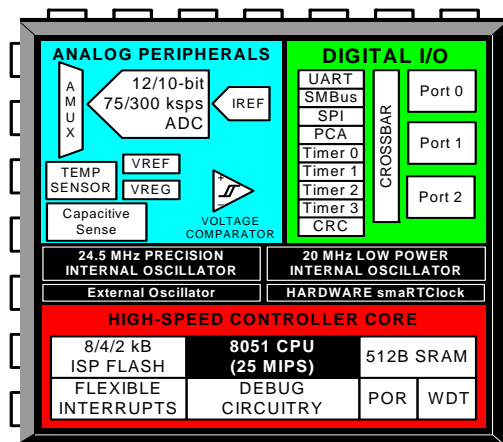 ANALOG PERIPHERALS
AMUX
12/10-bit
75/300 ksps
ADC
IREF
TEMP
SENSOR
VREF
VREG
Capacitive
Sense
+
–
VOLTAGE
COMPARATOR
DIGITAL I/O
UART
SMBus
SPI
PCA
Timer 0
Timer 1
Timer 2
Timer 3
CRC
CROSSBAR
Port 0
Port 1
Port 2
24.5 MHz PRECISION
INTERNAL OSCILLATOR
20 MHz LOW POWER
INTERNAL OSCILLATOR
External Oscillator
HARDWARE smaRTClock
HIGH-SPEED CONTROLLER CORE
8/4/2 kB
ISP FLASH
8051 CPU
(25 MIPS)
512B SRAM
FLEXIBLE
INTERRUPTS
DEBUG
CIRCUITRY
POR
WDT